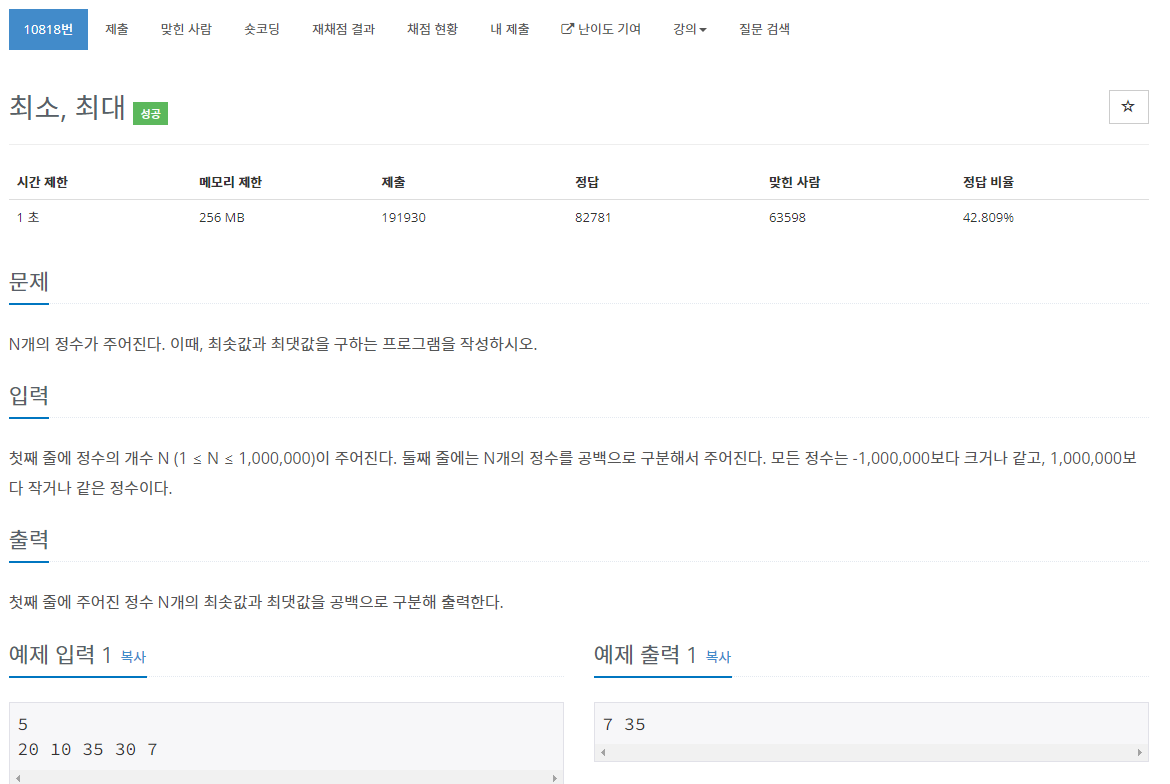 10818번 제출 맞힌 사람 숏코딩 재채점 결과 채점 현황 내 제출 난이도 기여 강의 질문 검색
최소, 최대 성공
시간 제한 메모리 제한 제출 정답 맞힌 사람 정답 비율
1 초 256 MB 191930 82781 63598 42.809%
문제
N개의 정수가 주어진다. 이때, 최솟값과 최댓값을 구하는 프로그램을 작성하시오.
입력
첫째 줄에 정수의 개수 N (1 ≤ N ≤ 1,000,000)이 주어진다. 둘째 줄에는 N개의 정수를 공백으로 구분해서 주어진다. 모든 정수는 -1,000,000보다 크거나 같고, 1,000,000보
다 작거나 같은 정수이다.
출력
첫째 줄에 주어진 정수 N개의 최솟값과 최댓값을 공백으로 구분해 출력한다.
예제 입력 1 복사
5
20 10 35 30 7
예제 출력 1 복사
7 35